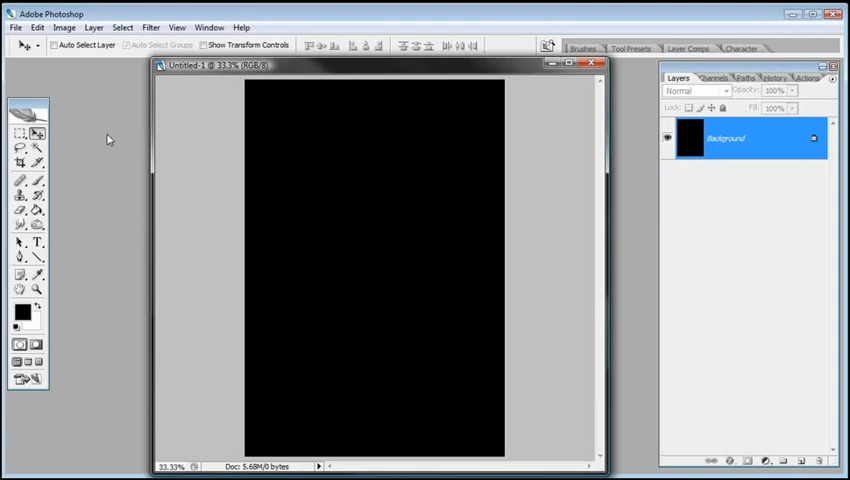 Adobe Photoshop
File Edit Image Layer Select Filter View Window Help
Auto Select Layer Auto Select Groups Show Transform Controls Brushes Tool Presets Layer Comps Character
Untitled-1 @ 33.3% (RGB/8)
Layers Channels Paths History Actions
Normal Opacity: 100%
Lock: Fill: 100%
Background
T
33.33% Doc: 5.68M/0 bytes